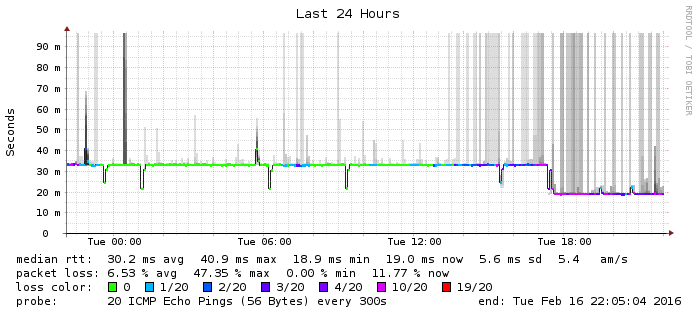 Last 24 Hours
RRDTOOL / TOBI OETIKER
Seconds
90 m
80 m
70 m
60 m
50 m
40 m
30 m
20 m
10 m
0
Tue 00:00 Tue 06:00 Tue 12:00 Tue 18:00
median rtt: 30.2 ms avg 40.9 ms max 18.9 ms min 19.0 ms now 5.6 ms sd 5.4 am/s
packet loss: 6.53 % avg 47.35 % max 0.00 % min 11.77 % now
loss color: 0 1/20 2/20 3/20 4/20 10/20 19/20
probe: 20 ICMP Echo Pings (56 Bytes) every 300s end: Tue Feb 16 22:05:04 2016